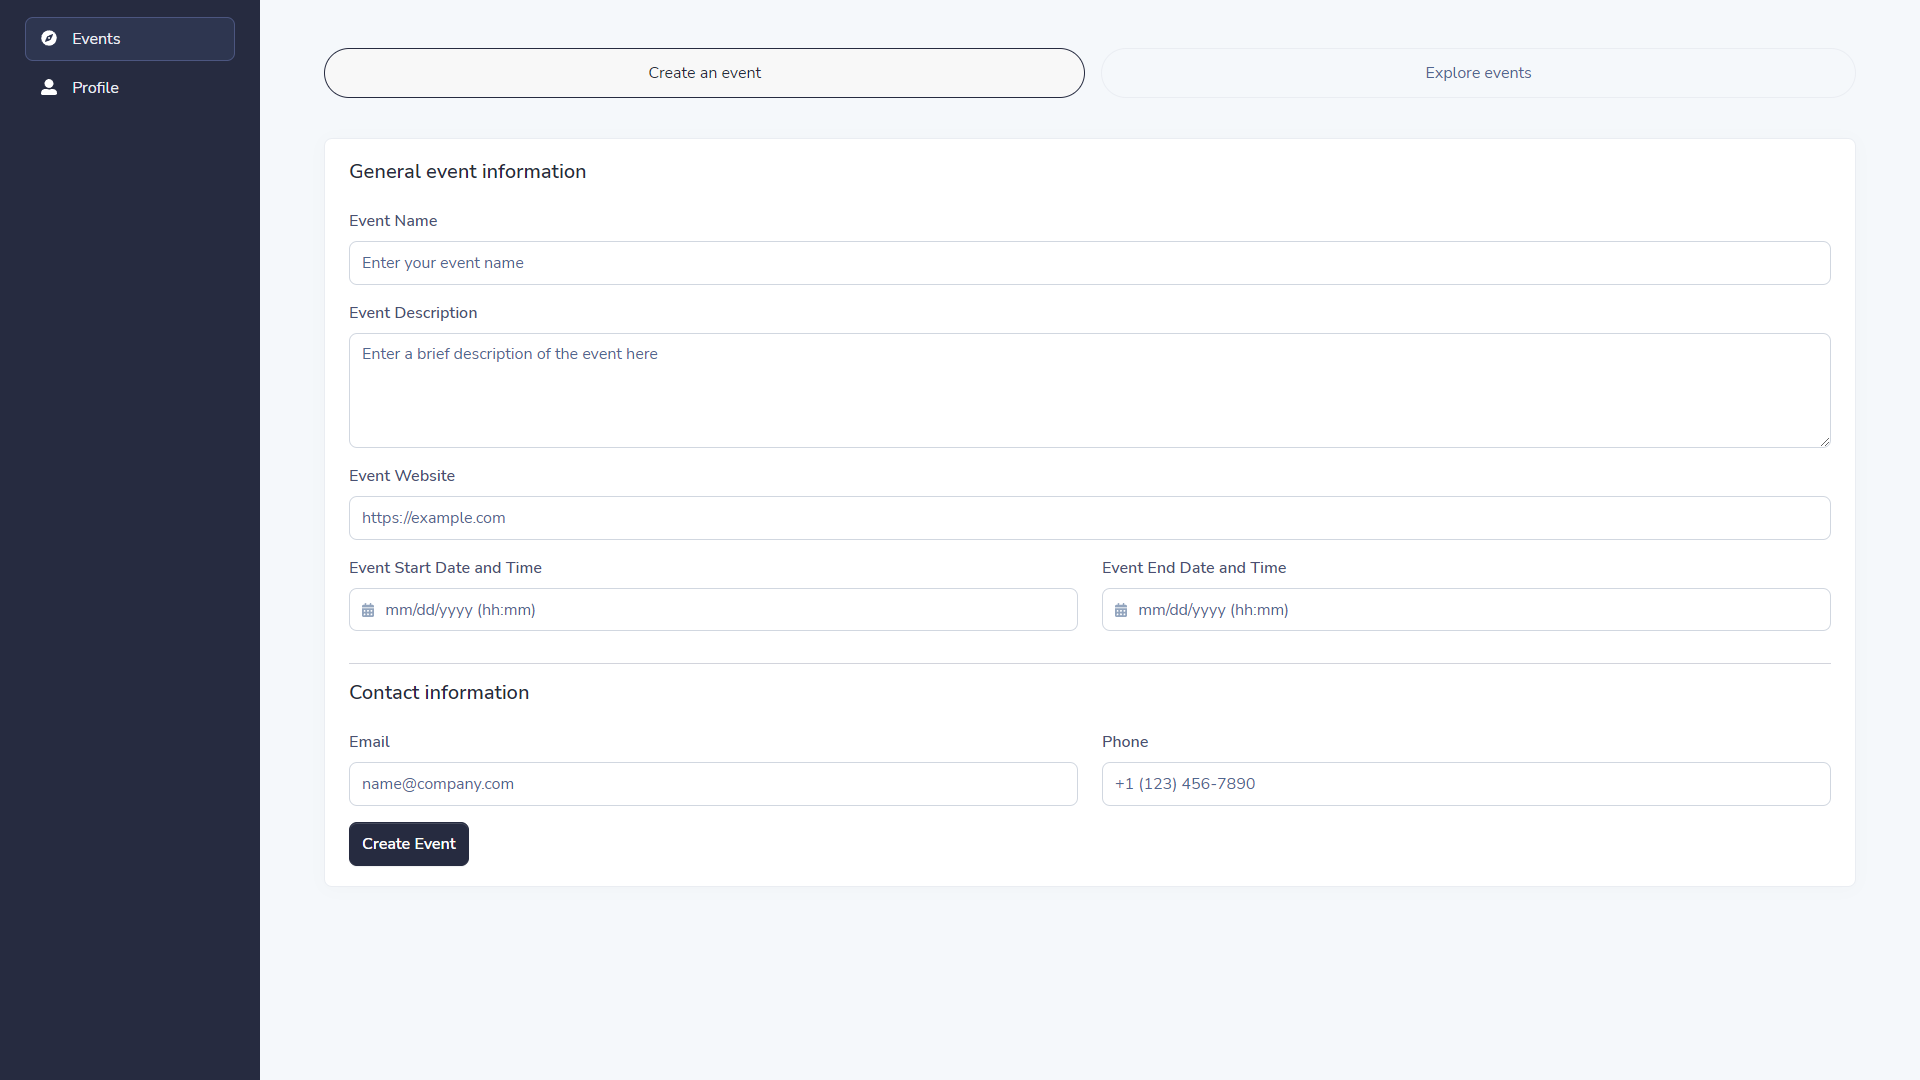 Events
Profile
Create an event
Explore events
General event information
Event Name
Enter your event name
Event Description
Enter a brief description of the event here
Event Website
https://example.com
Event Start Date and Time
Event End Date and Time
mm/dd/yyyy (hh:mm)
mm/dd/yyyy (hh:mm)
Contact information
Email
Phone
name@company.com
+1 (123) 456-7890
Create Event